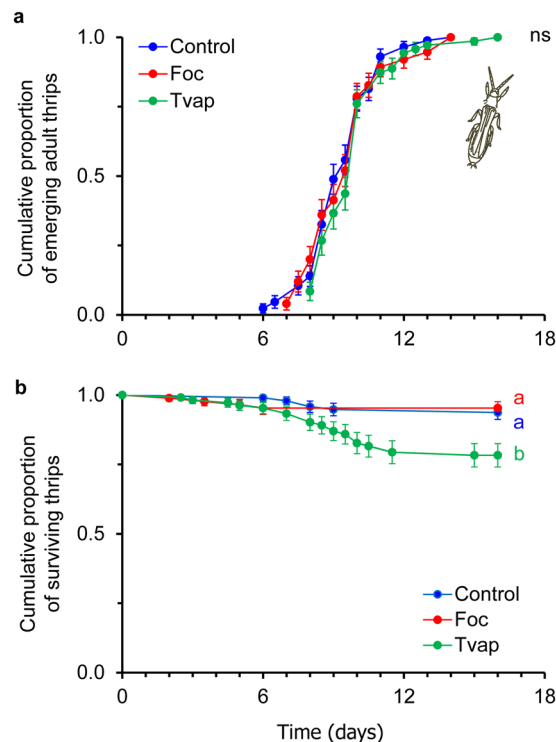 a
Cumulative proportion
of emerging adult thrips
1.0
0.5
0.0
Control
Foc
Tvap
ns
0
6
12
18
b
Cumulative proportion
of surviving thrips
1.0
0.5
0.0
a
a
b
Control
Foc
Tvap
0
6
12
18
Time (days)